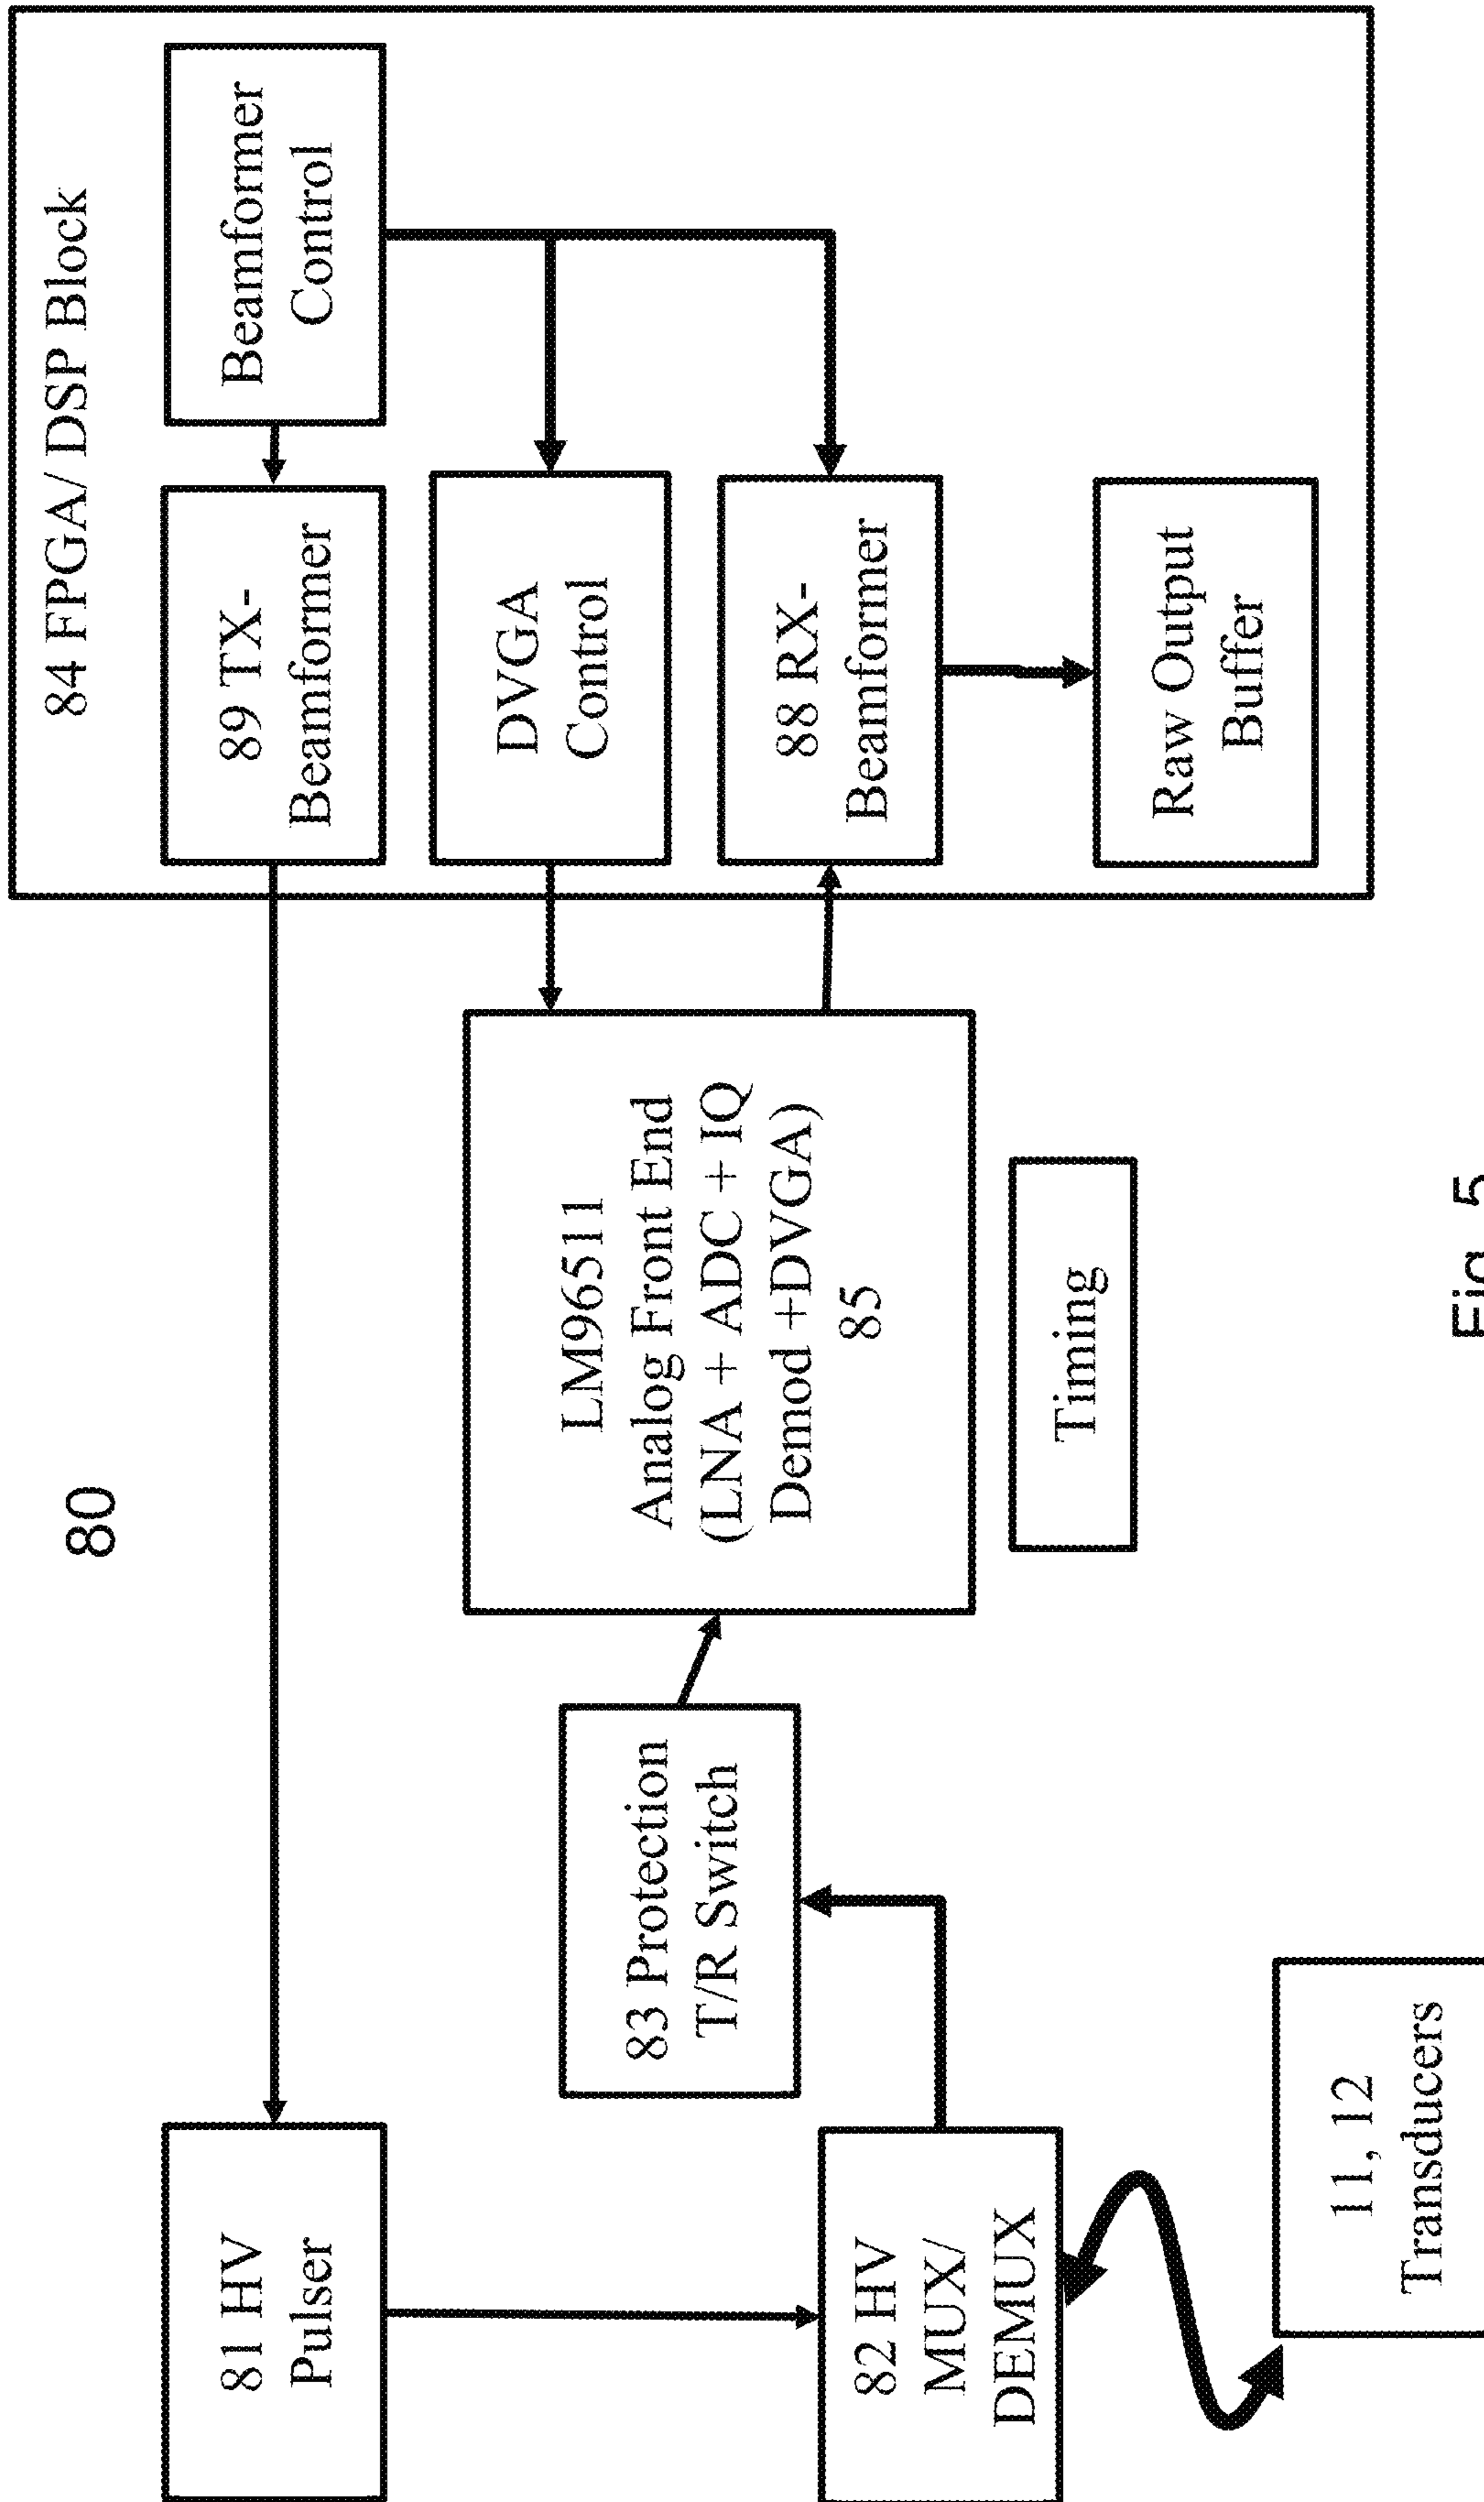 80
84 FPGA/ DSP Block
81 HV
Pulser
89 TX-
Beamformer
Beamformer
Control
83 Protection
T/R Switch
LM96511
Analog Front End
(LNA + ADC + IQ
Demod +DVGA)
85
DVGA
Control
82 HV
MUX/
DEMUX
88 RX-
Beamformer
Timing
Raw Output
Buffer
11, 12
Transducers
Fig. 5